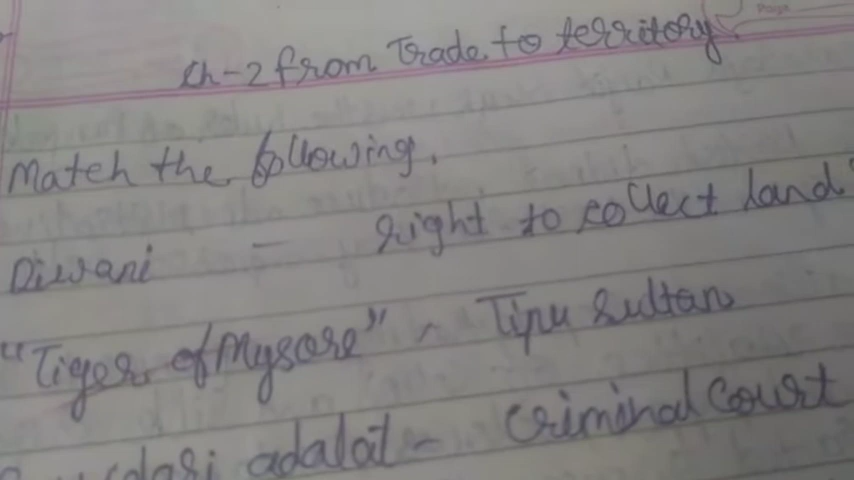 Ch-2 from Trade to territory.
Match the following.
Diwani - Right to collect land
"Tiger of Mysore" - Tipu Sultan
adalat - Criminal Court